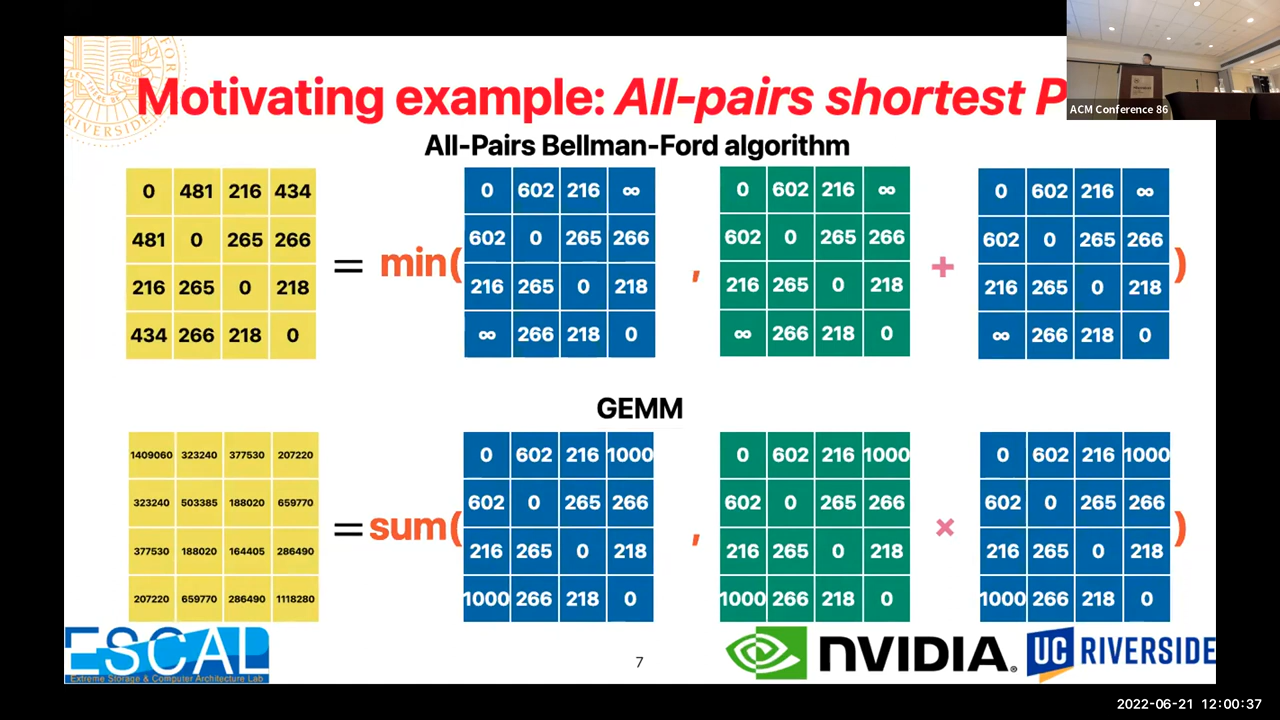 Motivating example: All-pairs shortest P
ACM Conference 86
All-Pairs Bellman-Ford algorithm
0 481 216 434
481 0 265 266
216 265 0 218
434 266 218 0
= min(
0 602 216 ∞
602 0 265 266
216 265 0 218
∞ 266 218 0
,
0 602 216 ∞
602 0 265 266
216 265 0 218
∞ 266 218 0
+
0 602 216 ∞
602 0 265 266
216 265 0 218
∞ 266 218 0
)
GEMM
1409060 323240 377530 207220
323240 503385 188020 659770
377530 188020 164405 286490
207220 659770 286490 1118280
= sum(
0 602 216 1000
602 0 265 266
216 265 0 218
1000 266 218 0
,
0 602 216 1000
602 0 265 266
216 265 0 218
1000 266 218 0
×
0 602 216 1000
602 0 265 266
216 265 0 218
1000 266 218 0
)
ESCAL
Extreme Storage & Computer Architecture Lab
7
NVIDIA.
UC RIVERSIDE
2022-06-21 12:00:37